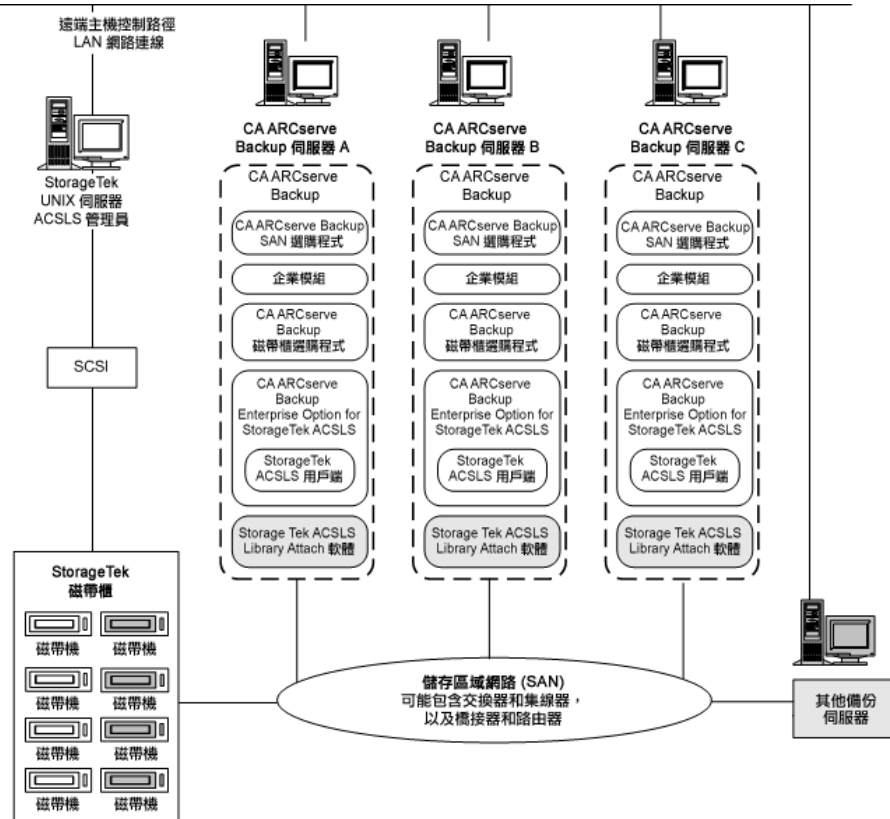 遠端主機控制路徑
LAN 網路連線
StorageTek
UNIX 伺服器
ACSLS 管理員
SCSI
StorageTek
磁帶櫃
磁帶機
磁帶機
磁帶機
磁帶機
磁帶機
磁帶機
磁帶機
磁帶機
CA ARCserve
Backup 伺服器 A
CA ARCserve
Backup
CA ARCserve Backup
SAN 選購程式
企業模組
CA ARCserve
Backup
磁帶櫃選購程式
CA ARCserve
Backup
Enterprise Option for
StorageTek ACSLS
StorageTek
ACSLS 用戶端
Storage Tek ACSLS
Library Attach 軟體
CA ARCserve
Backup 伺服器 B
CA ARCserve
Backup
CA ARCserve Backup
SAN 選購程式
企業模組
CA ARCserve
Backup
磁帶櫃選購程式
CA ARCserve
Backup
Enterprise Option for
StorageTek ACSLS
StorageTek
ACSLS 用戶端
Storage Tek ACSLS
Library Attach 軟體
CA ARCserve
Backup 伺服器 C
CA ARCserve
Backup
CA ARCserve Backup
SAN 選購程式
企業模組
CA ARCserve
Backup
磁帶櫃選購程式
CA ARCserve
Backup
Enterprise Option for
StorageTek ACSLS
StorageTek
ACSLS 用戶端
Storage Tek ACSLS
Library Attach 軟體
儲存區域網路 (SAN)
可能包含交換器和集線器，
以及橋接器和路由器
其他備份
伺服器